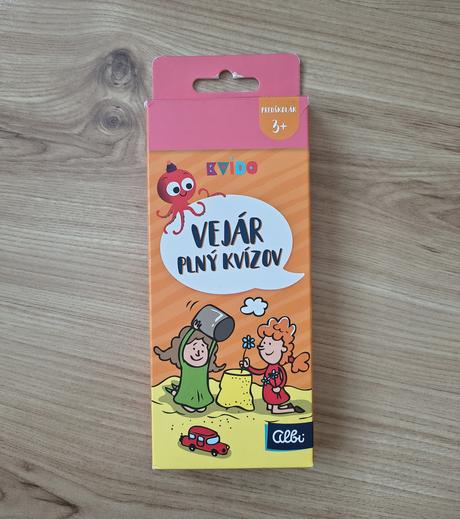 PREDŠKOLÁK
3+
KVÍDO
VEJÁR
PLNÝ KVÍZOV
albi